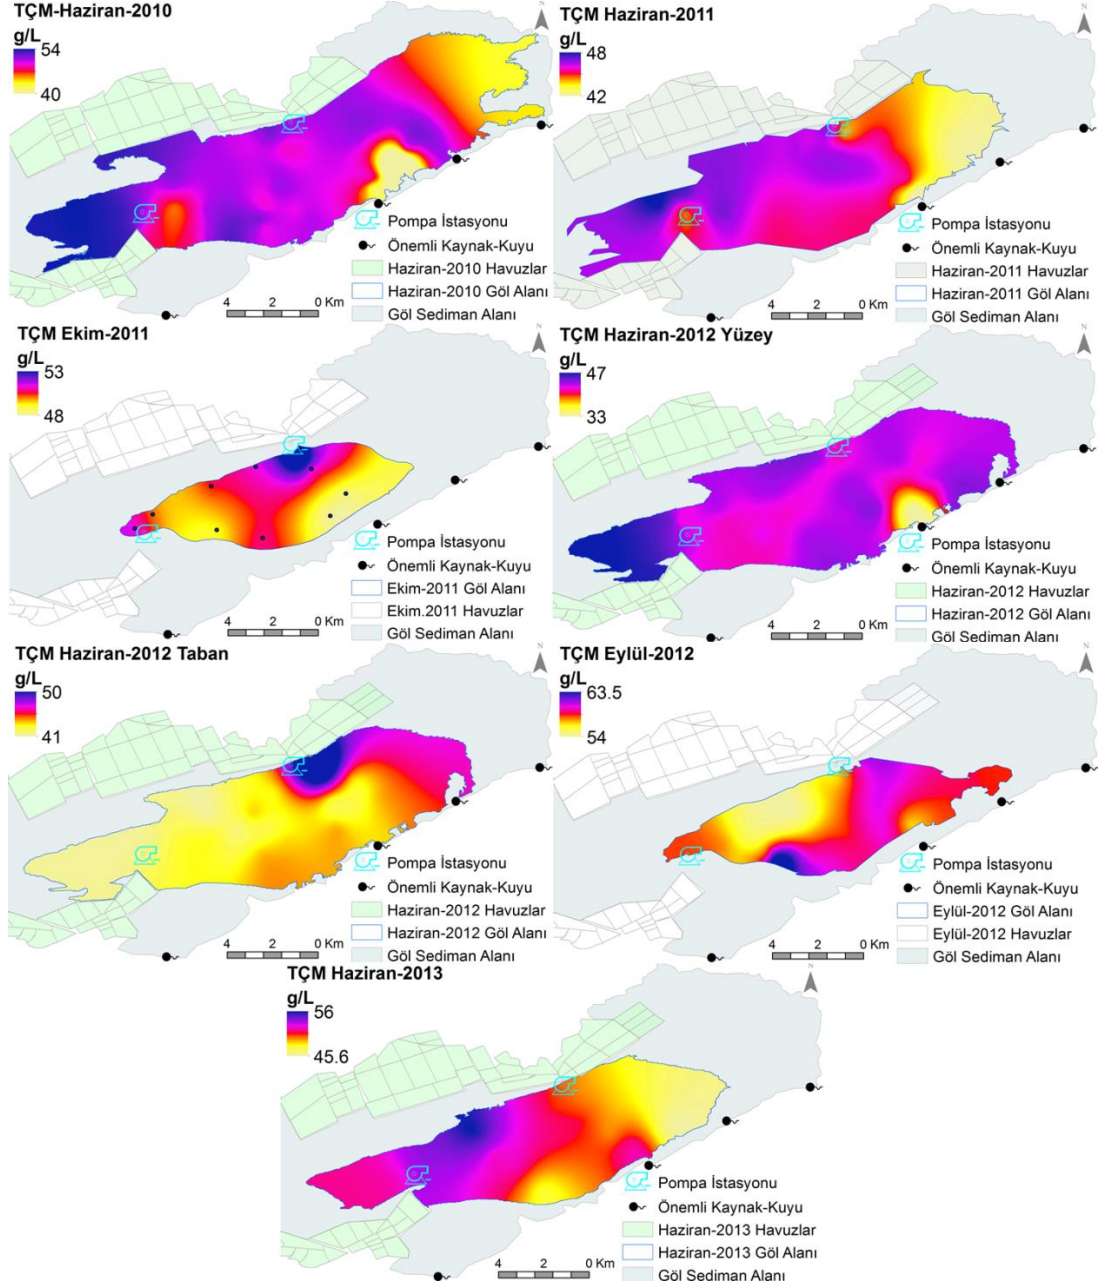 TÇM-Haziran-2010
g/L
54
40
N
Pompa İstasyonu
Önemli Kaynak-Kuyu
Haziran-2010 Havuzlar
Haziran-2010 Göl Alanı
Göl Sediman Alanı
4 2 0 Km
TÇM Haziran-2011
g/L
48
42
N
Pompa İstasyonu
Önemli Kaynak-Kuyu
Haziran-2011 Havuzlar
Haziran-2011 Göl Alanı
Göl Sediman Alanı
4 2 0 Km
TÇM Ekim-2011
g/L
53
48
N
Pompa İstasyonu
Önemli Kaynak-Kuyu
Ekim-2011 Göl Alanı
Ekim.2011 Havuzlar
Göl Sediman Alanı
4 2 0 Km
TÇM Haziran-2012 Yüzey
g/L
47
33
N
Pompa İstasyonu
Önemli Kaynak-Kuyu
Haziran-2012 Havuzlar
Haziran-2012 Göl Alanı
Göl Sediman Alanı
4 2 0 Km
TÇM Haziran-2012 Taban
g/L
50
41
N
Pompa İstasyonu
Önemli Kaynak-Kuyu
Haziran-2012 Havuzlar
Haziran-2012 Göl Alanı
Göl Sediman Alanı
4 2 0 Km
TÇM Eylül-2012
g/L
63.5
54
N
Pompa İstasyonu
Önemli Kaynak-Kuyu
Eylül-2012 Göl Alanı
Eylül-2012 Havuzlar
Göl Sediman Alanı
4 2 0 Km
TÇM Haziran-2013
g/L
56
45.6
N
Pompa İstasyonu
Önemli Kaynak-Kuyu
Haziran-2013 Havuzlar
Haziran-2013 Göl Alanı
Göl Sediman Alanı
4 2 0 Km